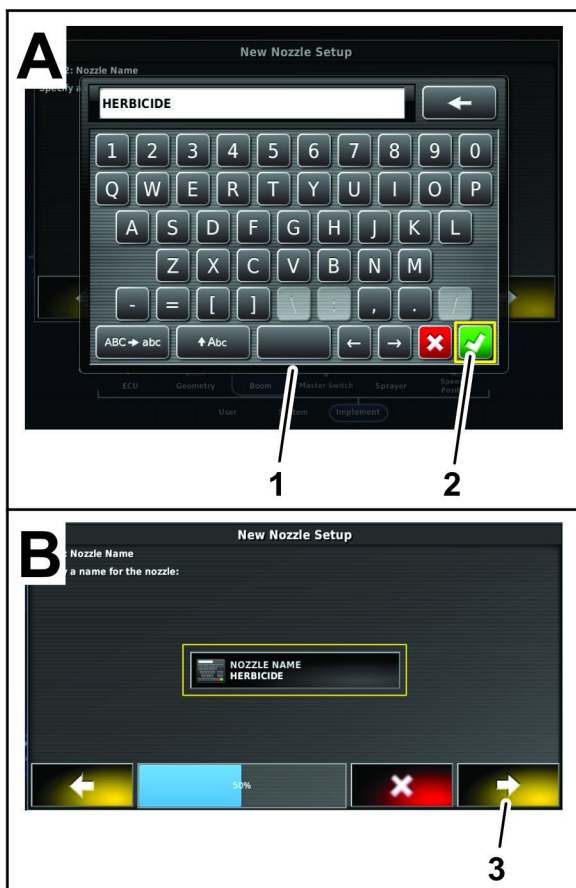 A
New Nozzle Setup
2: Nozzle Name
Specify a
HERBICIDE
1 2 3 4 5 6 7 8 9 0
Q W E R T Y U I O P
A S D F G H J K L
Z X C V B N M
- = [ ] \ : , . /
ABC → abc
↑ Abc
← →
ECU Geometry Boom Master Switch Sprayer
User System Implement
1 2
B
New Nozzle Setup
: Nozzle Name
a name for the nozzle:
NOZZLE NAME
HERBICIDE
50%
3